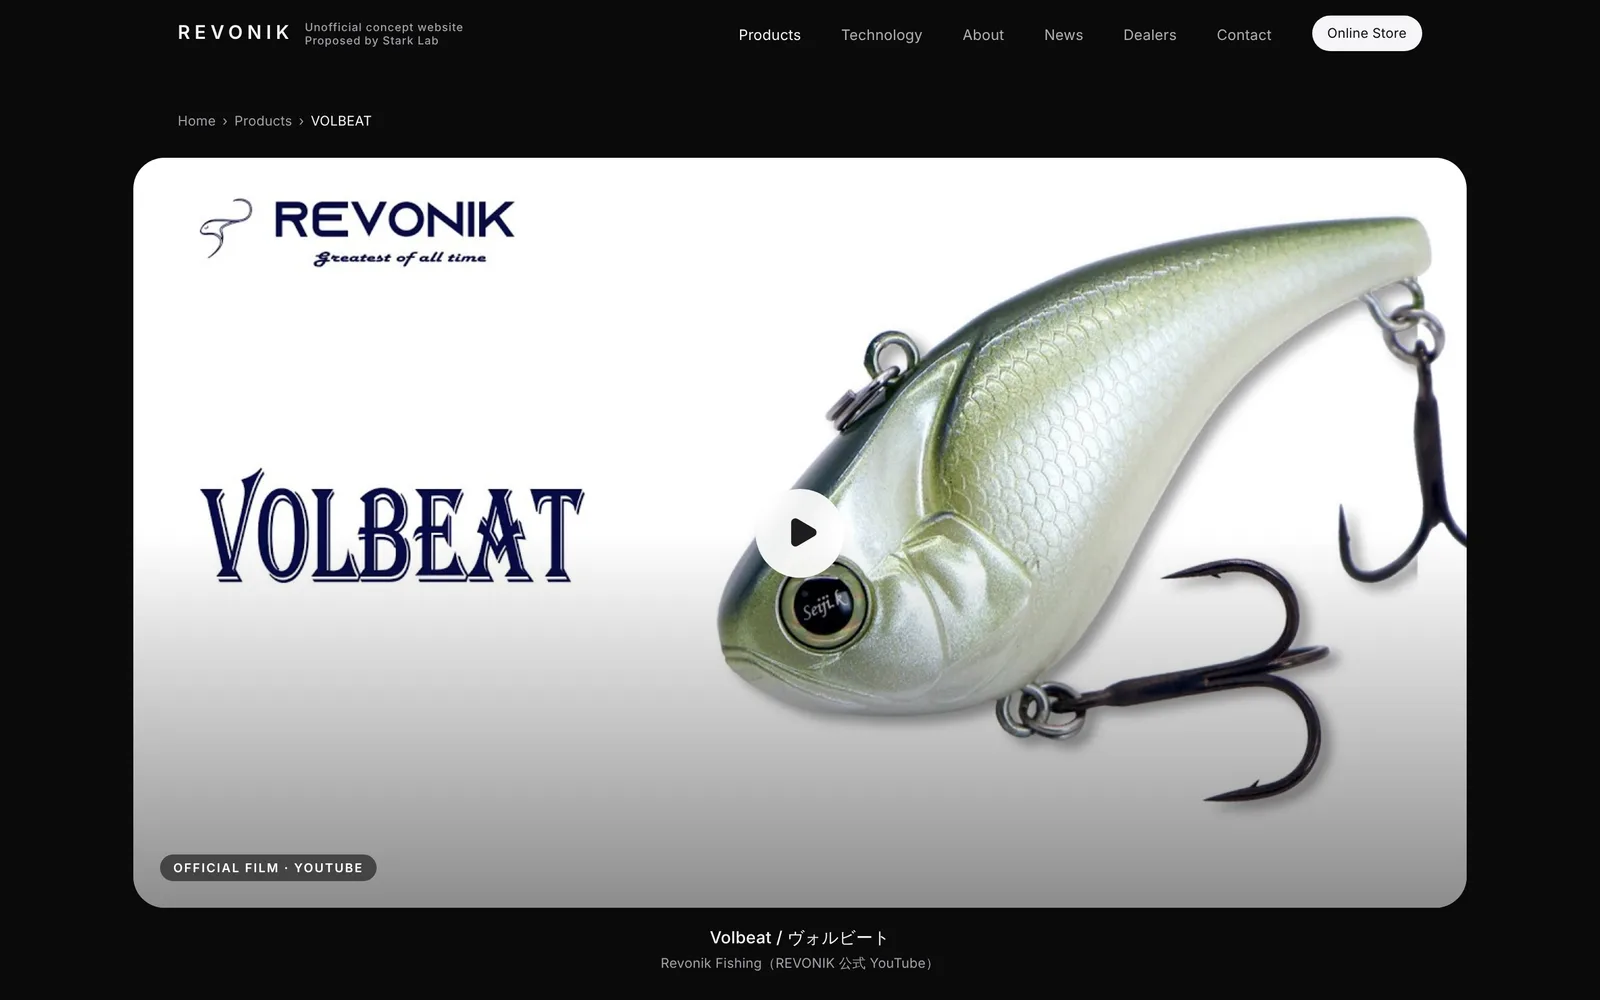 REVONIK
Unofficial concept website
Proposed by Stark Lab
Products
Technology
About
News
Dealers
Contact
Online Store
Home › Products › VOLBEAT
REVONIK
Greatest of all time
VOLBEAT
Seiji.K
OFFICIAL FILM · YOUTUBE
Volbeat / ヴォルビート
Revonik Fishing（REVONIK 公式 YouTube）